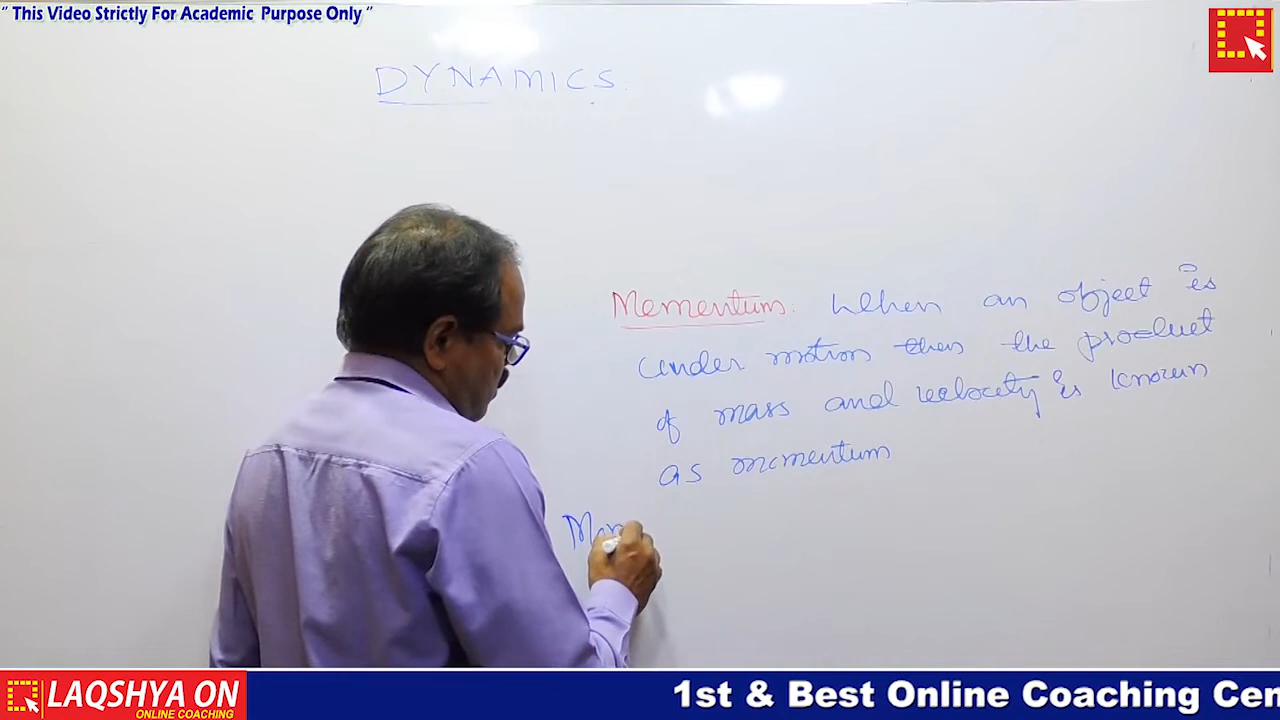 “ This Video Strictly For Academic Purpose Only ”
DYNAMICS.
Momentum. When an object is
under motion then the product
of mass and velocity is known
as momentum
LAQSHYA ON
ONLINE COACHING
1st & Best Online Coaching Cen